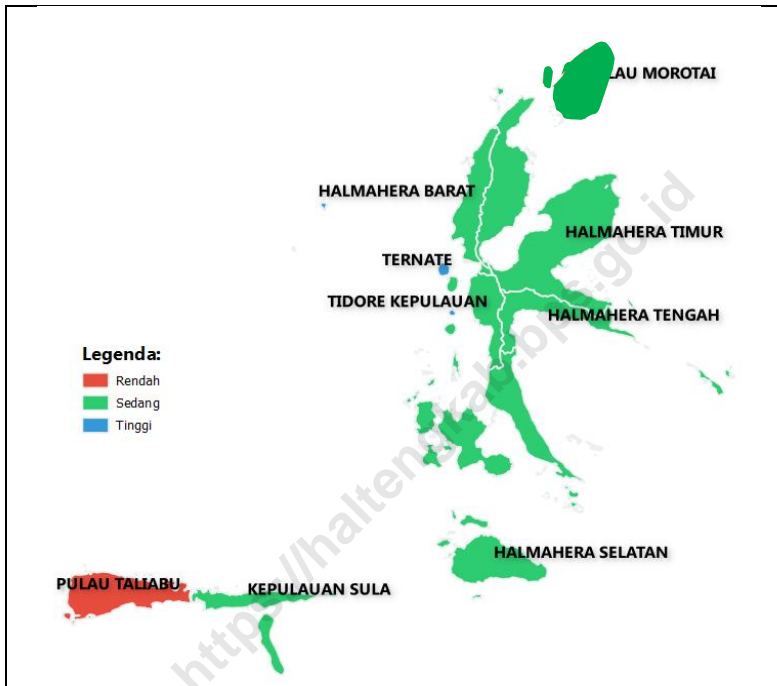 LAU MOROTAI
HALMAHERA BARAT
HALMAHERA TIMUR
TERNATE
TIDORE KEPULAUAN
HALMAHERA TENGAH
Legenda:
Rendah
Sedang
Tinggi
HALMAHERA SELATAN
PULAU TALIABU
KEPULAUAN SULA
https://haltengkab.bps.go.id